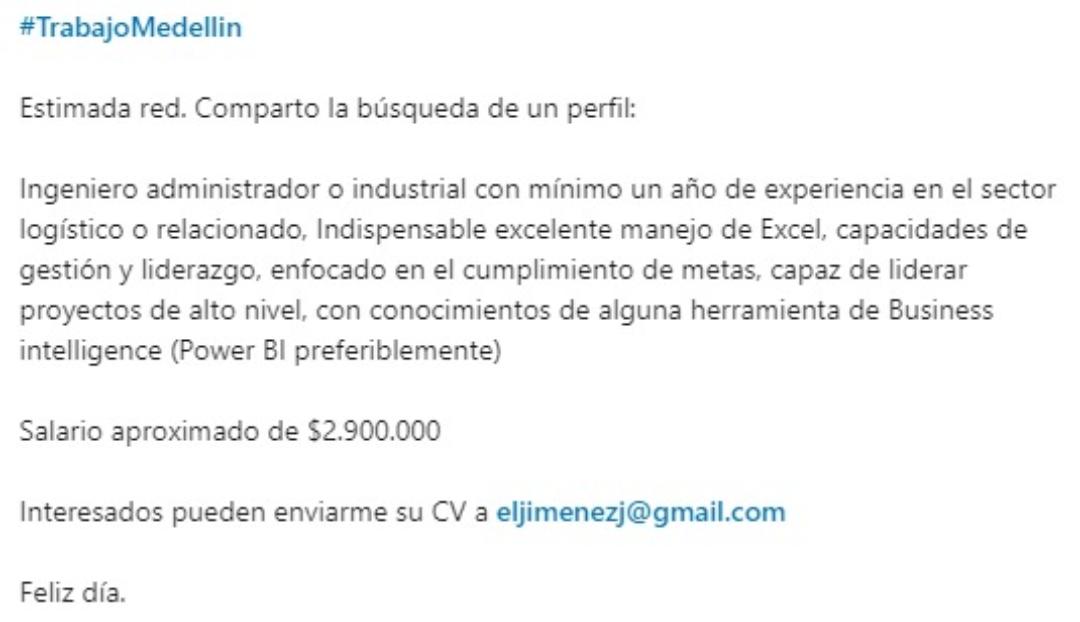 #TrabajoMedellin
Estimada red. Comparto la búsqueda de un perfil:
Ingeniero administrador o industrial con mínimo un año de experiencia en el sector
logístico o relacionado, Indispensable excelente manejo de Excel, capacidades de
gestión y liderazgo, enfocado en el cumplimiento de metas, capaz de liderar
proyectos de alto nivel, con conocimientos de alguna herramienta de Business
intelligence (Power BI preferiblemente)
Salario aproximado de $2.900.000
Interesados pueden enviarme su CV a eljimenezj@gmail.com
Feliz día.